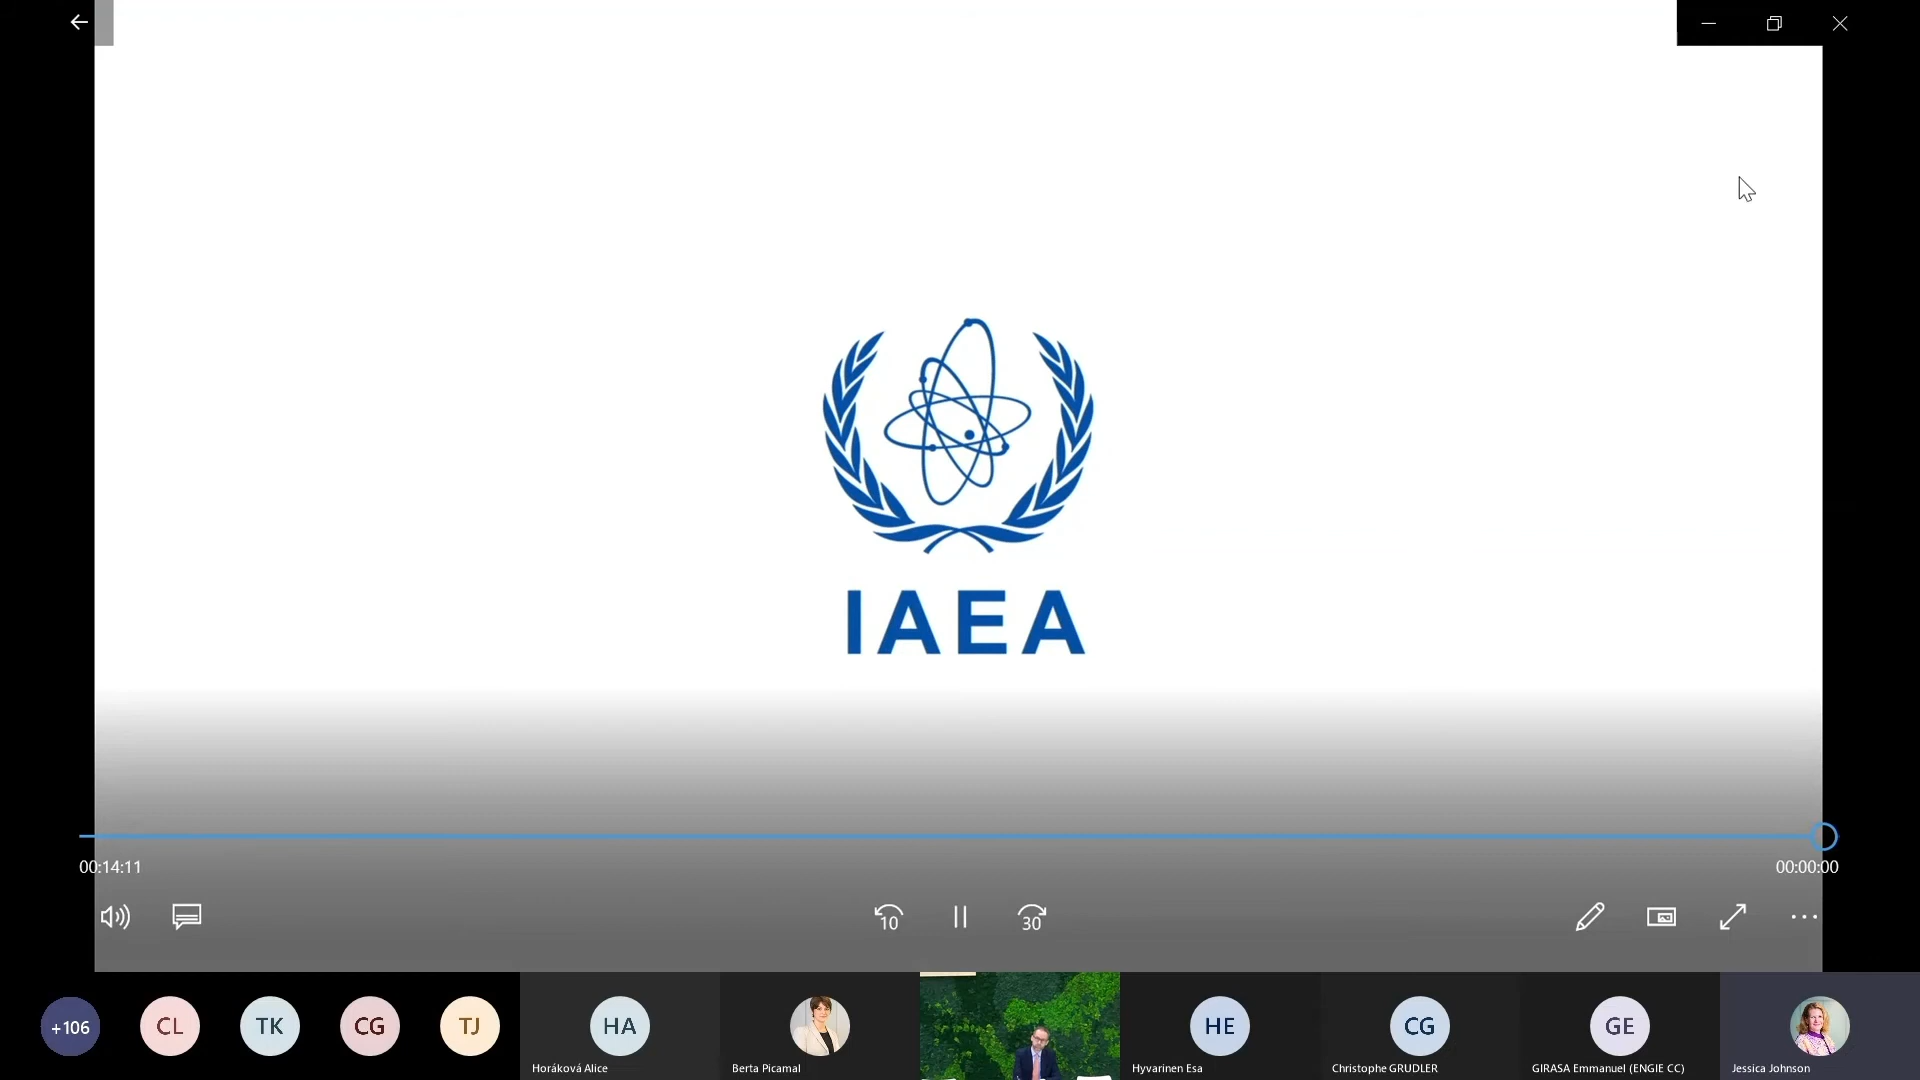 IAEA
00:14:11
00:00:00
10
30
+106
CL
TK
CG
TJ
HA
HE
CG
GE
Horáková Alice
Berta Picamal
Hyvarinen Esa
Christophe GRUDLER
GIRASA Emmanuel (ENGIE CC)
Jessica Johnson